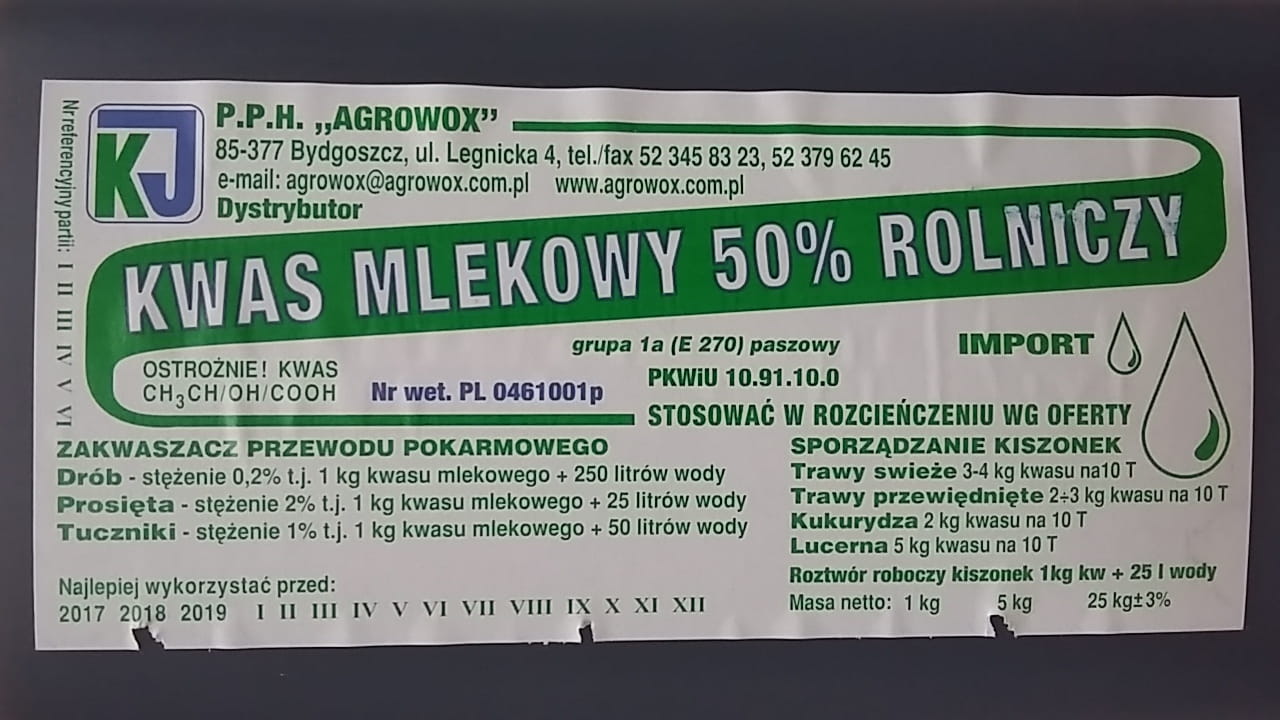 Nr referencyjny partii: I II III IV V VI
KJ
P.P.H. „AGROWOX”
85-377 Bydgoszcz, ul. Legnicka 4, tel./fax 52 345 83 23, 52 379 62 45
e-mail: agrowox@agrowox.com.pl www.agrowox.com.pl
Dystrybutor
KWAS MLEKOWY 50% ROLNICZY
grupa 1a (E 270) paszowy
IMPORT
OSTROŻNIE! KWAS
CH₃CH/OH/COOH
Nr wet. PL 0461001p
PKWiU 10.91.10.0
STOSOWAĆ W ROZCIEŃCZENIU WG OFERTY
ZAKWASZACZ PRZEWODU POKARMOWEGO
Drób - stężenie 0,2% t.j. 1 kg kwasu mlekowego + 250 litrów wody
Prosięta - stężenie 2% t.j. 1 kg kwasu mlekowego + 25 litrów wody
Tuczniki - stężenie 1% t.j. 1 kg kwasu mlekowego + 50 litrów wody
Najlepiej wykorzystać przed:
2017 2018 2019 I II III IV V VI VII VIII IX X XI XII
SPORZĄDZANIE KISZONEK
Trawy swieże 3-4 kg kwasu na10 T
Trawy przewiędnięte 2÷3 kg kwasu na 10 T
Kukurydza 2 kg kwasu na 10 T
Lucerna 5 kg kwasu na 10 T
Roztwór roboczy kiszonek 1kg kw + 25 l wody
Masa netto: 1 kg 5 kg 25 kg±3%